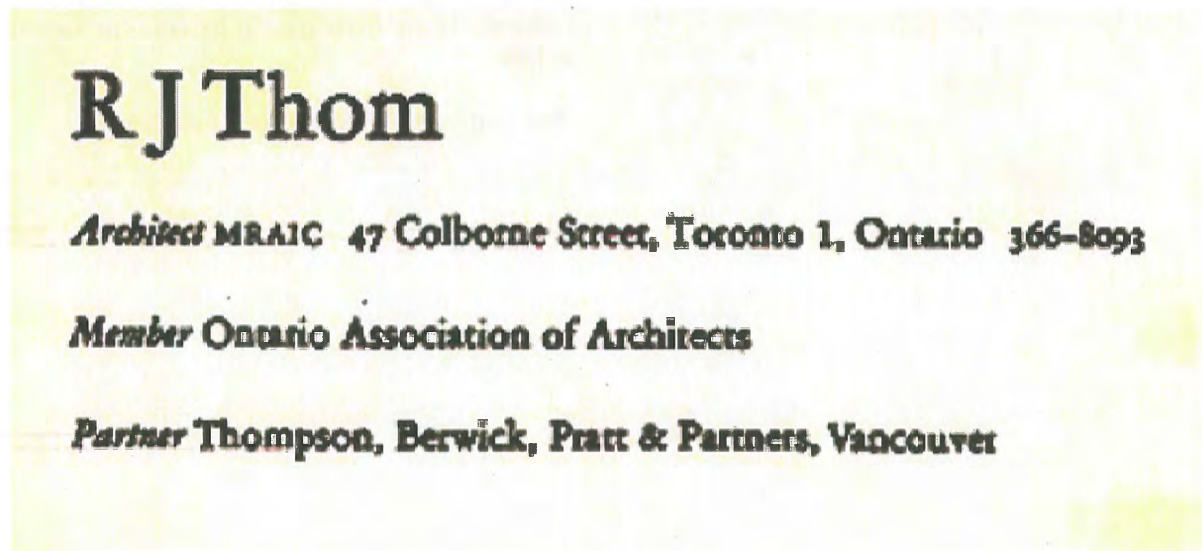 R J Thom
Architect MRAIC 47 Colborne Street, Toronto 1, Ontario 366-8093
Member Ontario Association of Architects
Partner Thompson, Berwick, Pratt & Partners, Vancouver